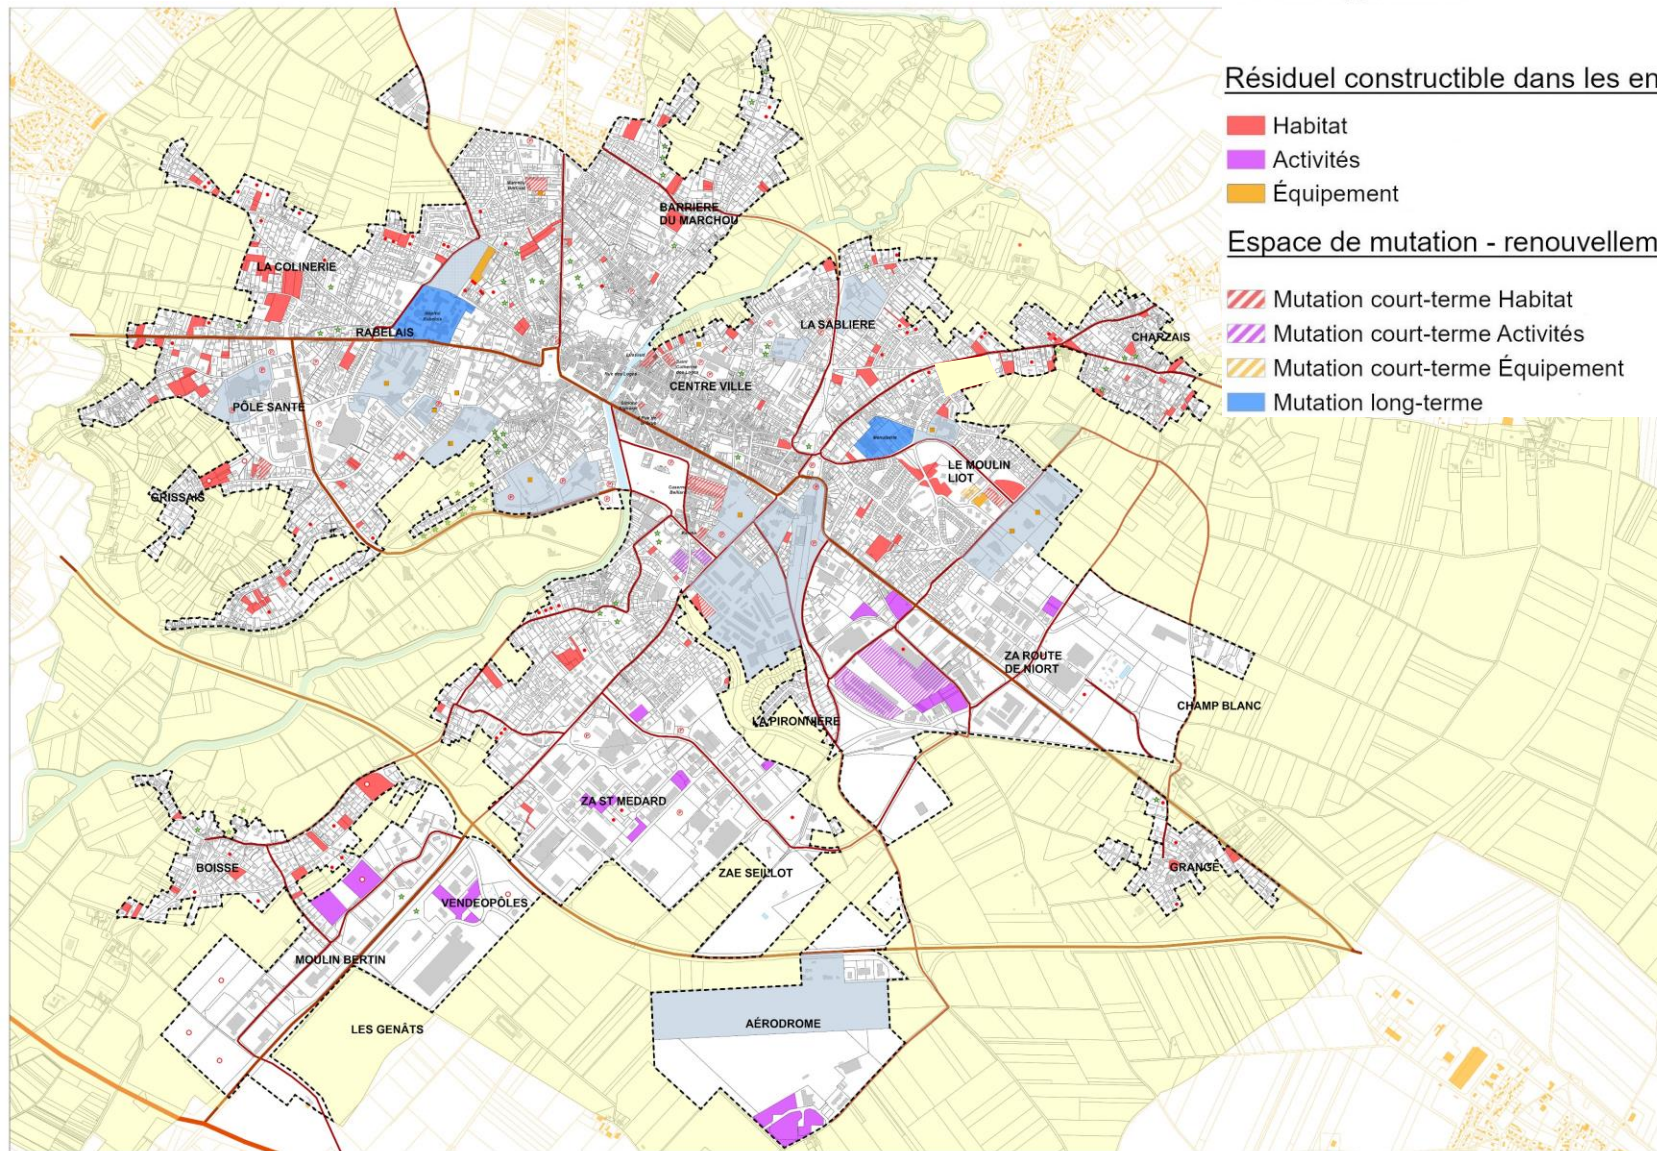 Résiduel constructible dans les en
Habitat
Activités
Équipement
Espace de mutation - renouvellem
Mutation court-terme Habitat
Mutation court-terme Activités
Mutation court-terme Équipement
Mutation long-terme
BARRIERE
DU MARCHOU
LA COLINERIE
RABELAIS
LA SABLIERE
CHARZAIS
CENTRE VILLE
PÔLE SANTE
GRISSAIS
LE MOULIN
LIOT
ZA ROUTE
DE NIORT
CHAMP BLANC
LA PIRONNIÈRE
ZA ST MEDARD
ZAE SEILLOT
GRANGE
BOISSE
VENDEOPÔLES
MOULIN BERTIN
LES GENÂTS
AÉRODROME